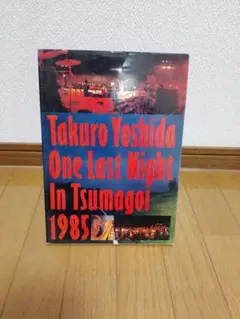 Takuro Yoshida
One Last Night
In Tsumagoi
1985